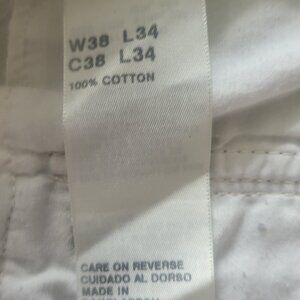 W38 L34
C38 L34
100% COTTON
CARE ON REVERSE
CUIDADO AL DORSO
MADE IN